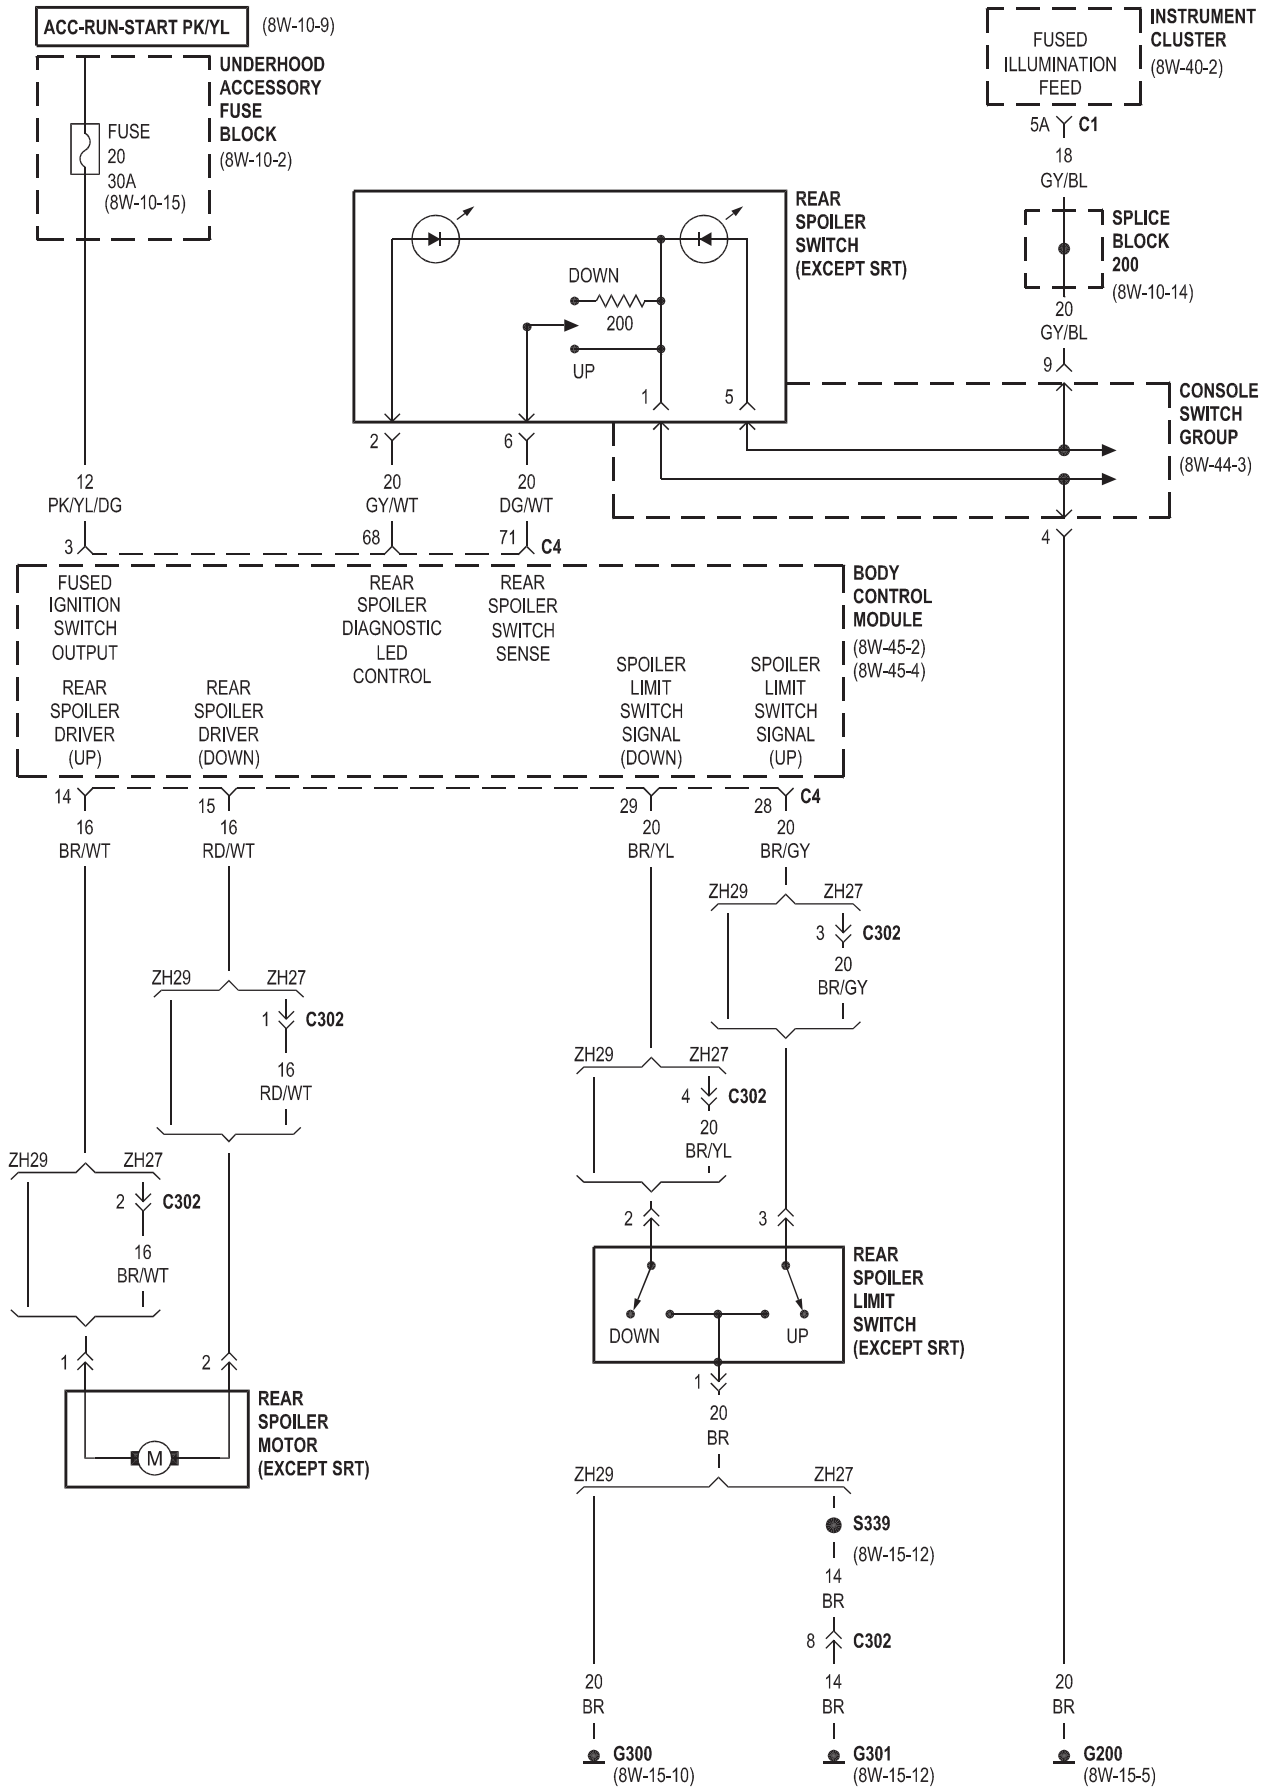 ACC-RUN-START PK/YL
(8W-10-9)
UNDERHOOD
ACCESSORY
FUSE
BLOCK
(8W-10-2)
FUSE
20
30A
(8W-10-15)
INSTRUMENT
CLUSTER
(8W-40-2)
FUSED
ILLUMINATION
FEED
5A
C1
18
GY/BL
SPLICE
BLOCK
200
(8W-10-14)
20
GY/BL
9
REAR
SPOILER
SWITCH
(EXCEPT SRT)
DOWN
200
UP
1
5
2
6
CONSOLE
SWITCH
GROUP
(8W-44-3)
4
12
PK/YL/DG
20
GY/WT
20
DG/WT
3
68
71
C4
BODY
CONTROL
MODULE
(8W-45-2)
(8W-45-4)
FUSED
IGNITION
SWITCH
OUTPUT
REAR
SPOILER
DIAGNOSTIC
LED
CONTROL
REAR
SPOILER
SWITCH
SENSE
REAR
SPOILER
DRIVER
(UP)
REAR
SPOILER
DRIVER
(DOWN)
SPOILER
LIMIT
SWITCH
SIGNAL
(DOWN)
SPOILER
LIMIT
SWITCH
SIGNAL
(UP)
14
15
29
28
C4
16
BR/WT
16
RD/WT
20
BR/YL
20
BR/GY
ZH29
ZH27
3
C302
20
BR/GY
ZH29
ZH27
1
C302
16
RD/WT
ZH29
ZH27
4
C302
20
BR/YL
ZH29
ZH27
2
C302
16
BR/WT
2
3
REAR
SPOILER
LIMIT
SWITCH
(EXCEPT SRT)
DOWN
UP
1
20
BR
1
2
REAR
SPOILER
MOTOR
(EXCEPT SRT)
M
ZH29
ZH27
S339
(8W-15-12)
14
BR
8
C302
20
BR
14
BR
20
BR
G300
(8W-15-10)
G301
(8W-15-12)
G200
(8W-15-5)